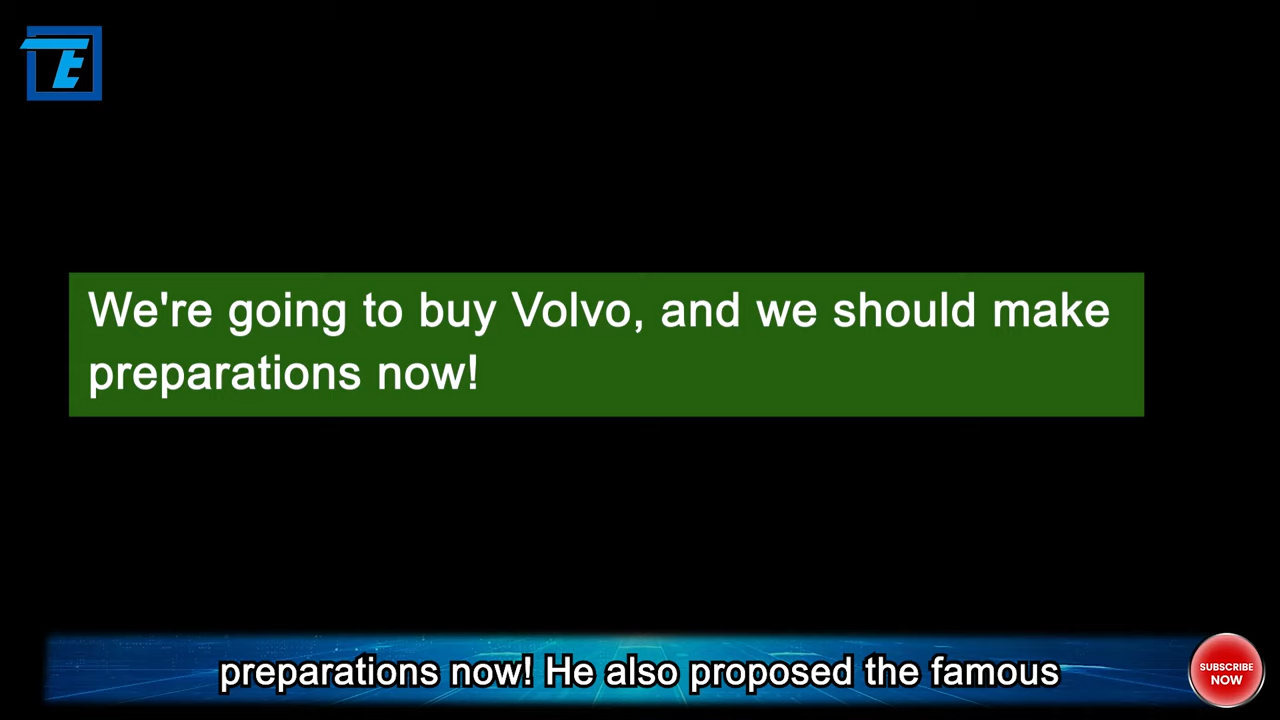 TE
We're going to buy Volvo, and we should make
preparations now!
preparations now! He also proposed the famous
SUBSCRIBE
NOW